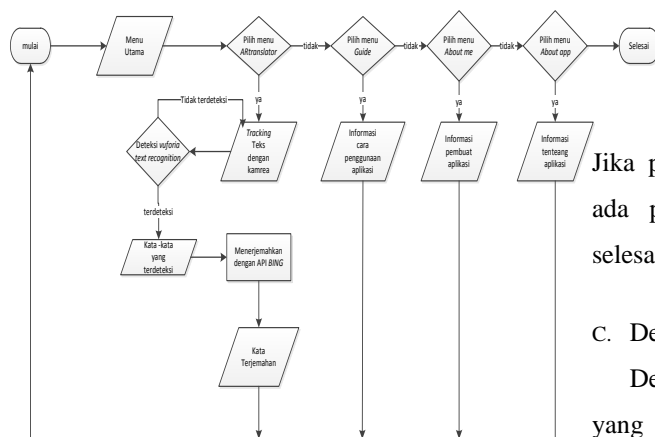 mulai
Menu
Utama
Pilih menu
ARtranslator
tidak
Pilih menu
Guide
tidak
Pilih menu
About me
tidak
Pilih menu
About app
Selesai
ya
ya
ya
ya
Tidak terdeteksi
Deteksi vuforia
text recognition
Tracking
Teks
dengan
kamrea
Informasi
cara
penggunaan
aplikasi
Informasi
pembuat
aplikasi
Informasi
tenteang
aplikasi
terdeteksi
Kata -kata
yang
terdeteksi
Menerjemahkan
dengan API BING
Kata
Terjemahan
Jika p
ada p
selesa
C. De
De
yang